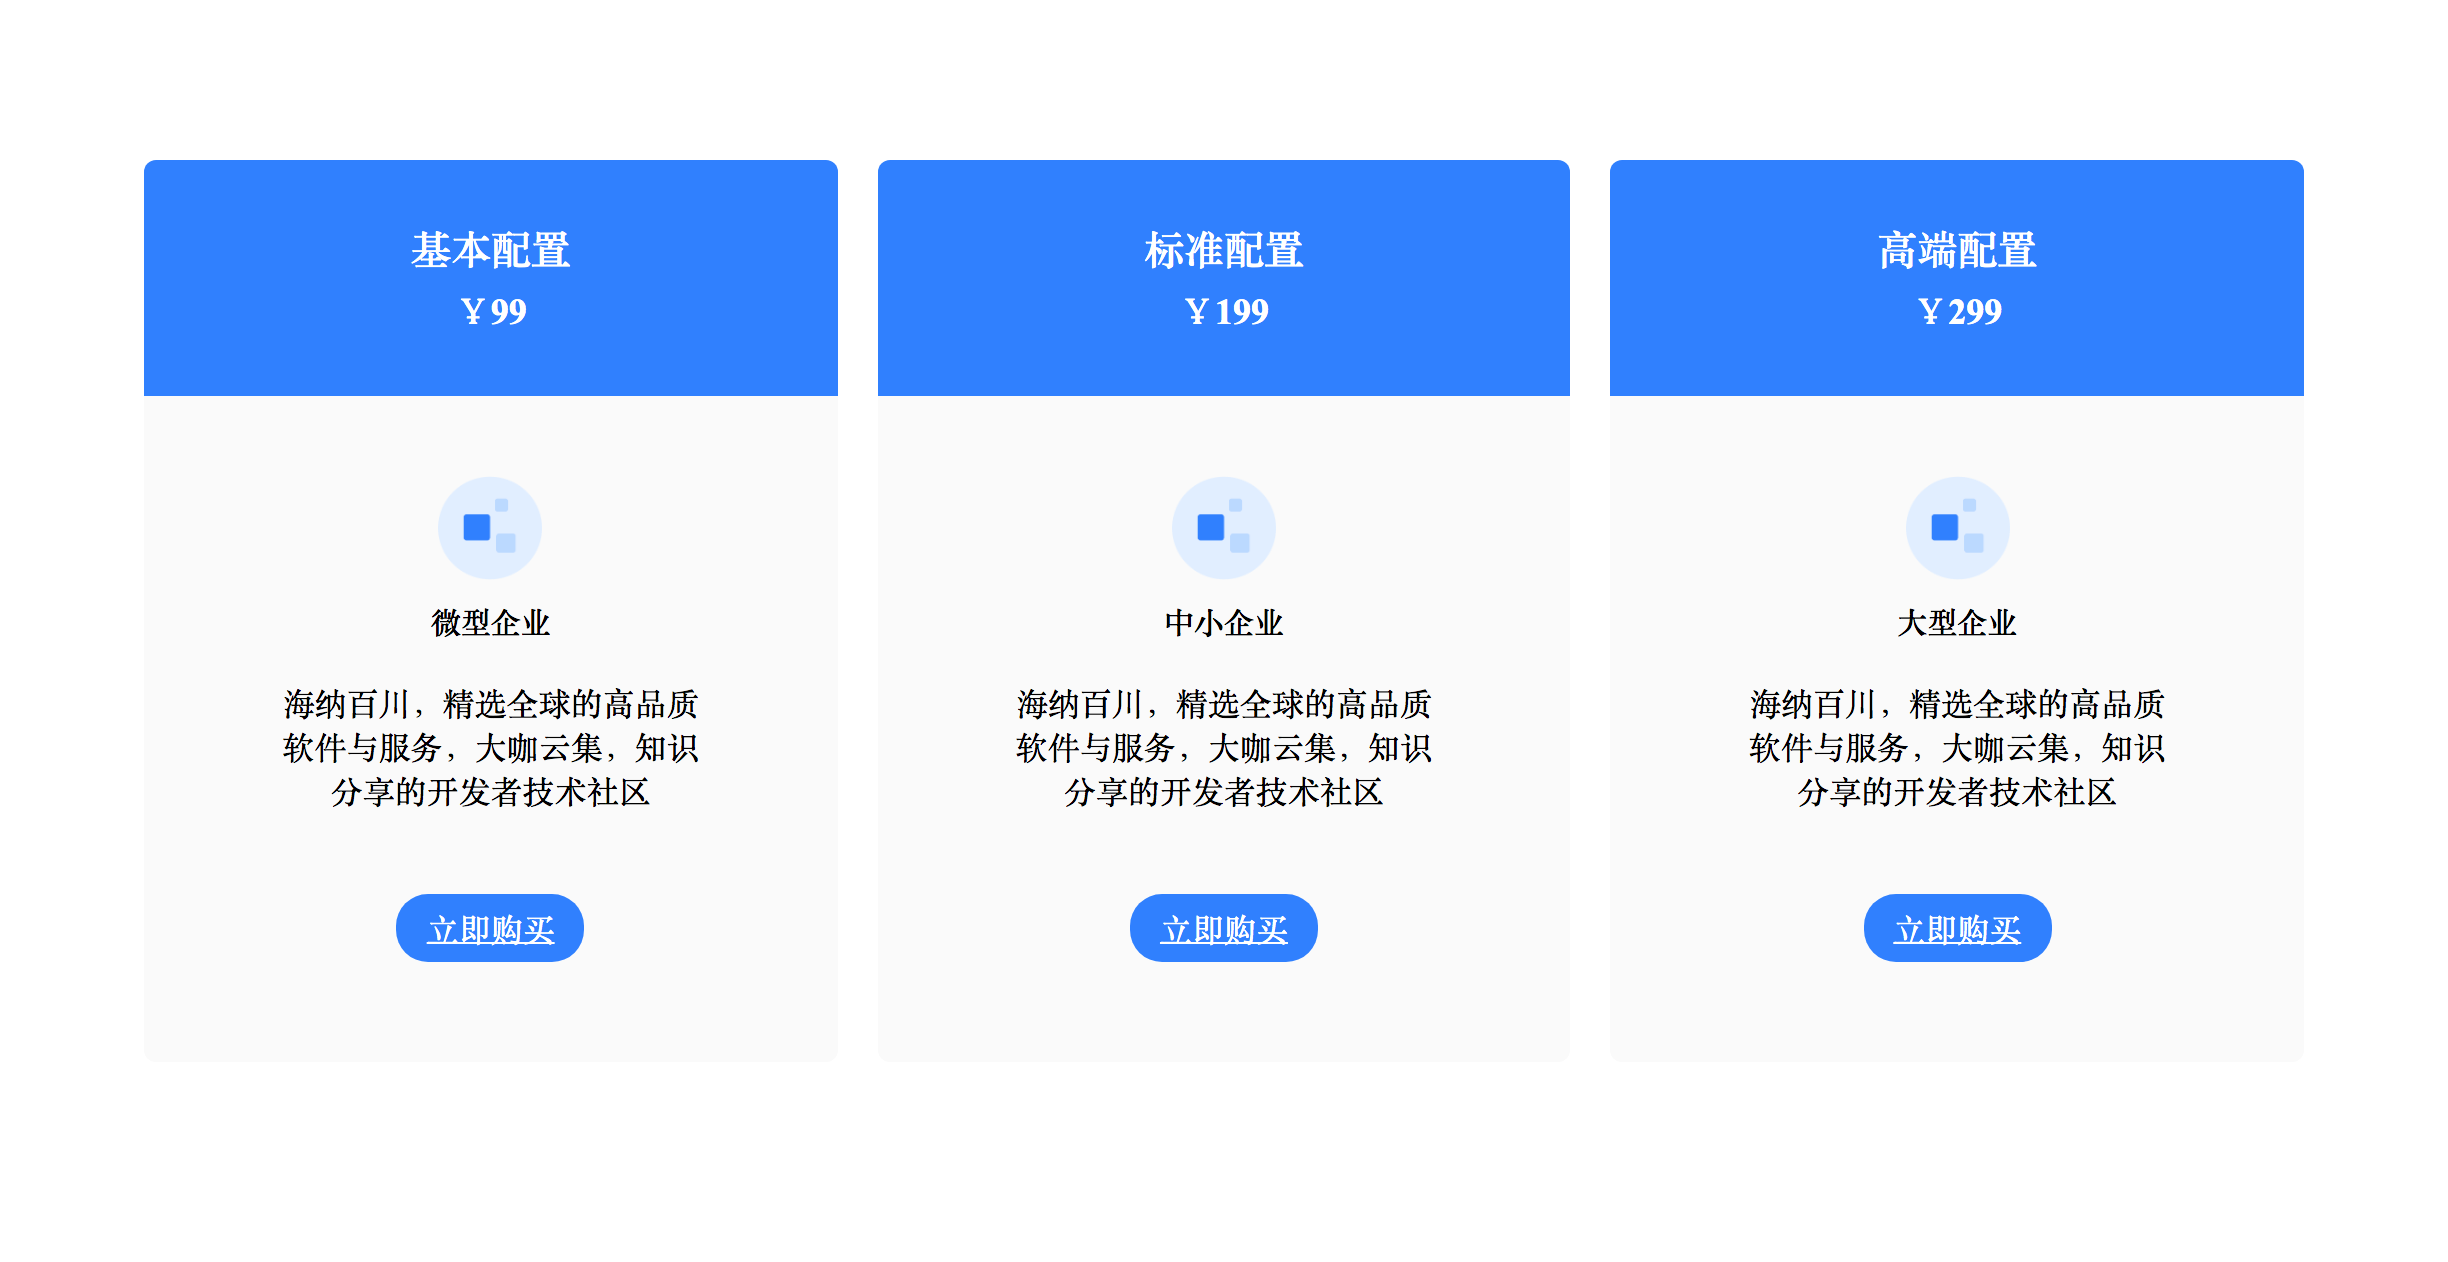 基本配置
￥99
微型企业
海纳百川，精选全球的高品质
软件与服务，大咖云集，知识
分享的开发者技术社区
立即购买
标准配置
￥199
中小企业
海纳百川，精选全球的高品质
软件与服务，大咖云集，知识
分享的开发者技术社区
立即购买
高端配置
￥299
大型企业
海纳百川，精选全球的高品质
软件与服务，大咖云集，知识
分享的开发者技术社区
立即购买